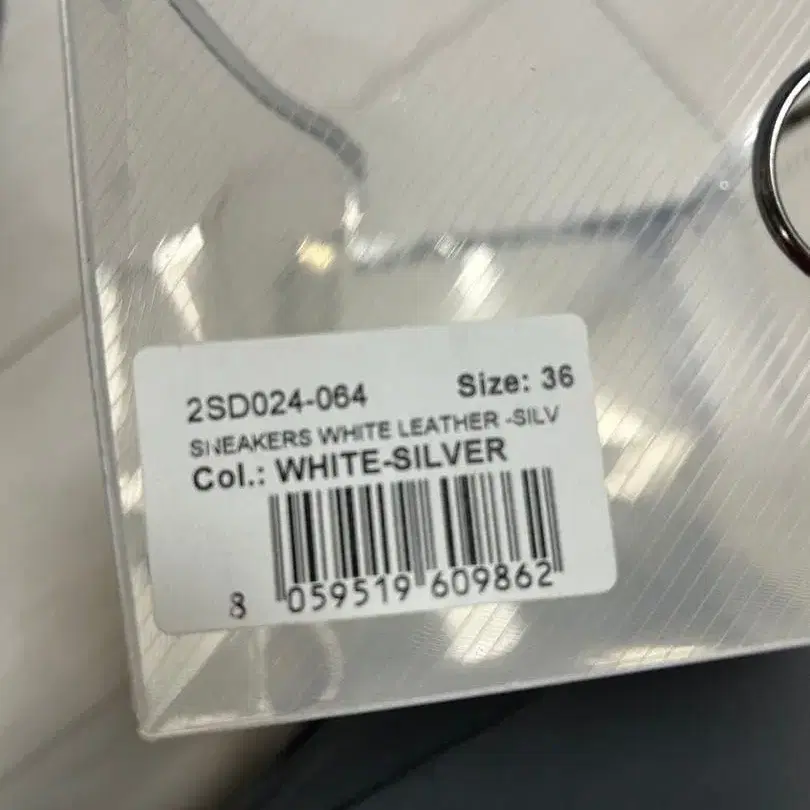 2SD024-064 Size: 36
SNEAKERS WHITE LEATHER -SILV
Col.: WHITE-SILVER
8 059519 609862